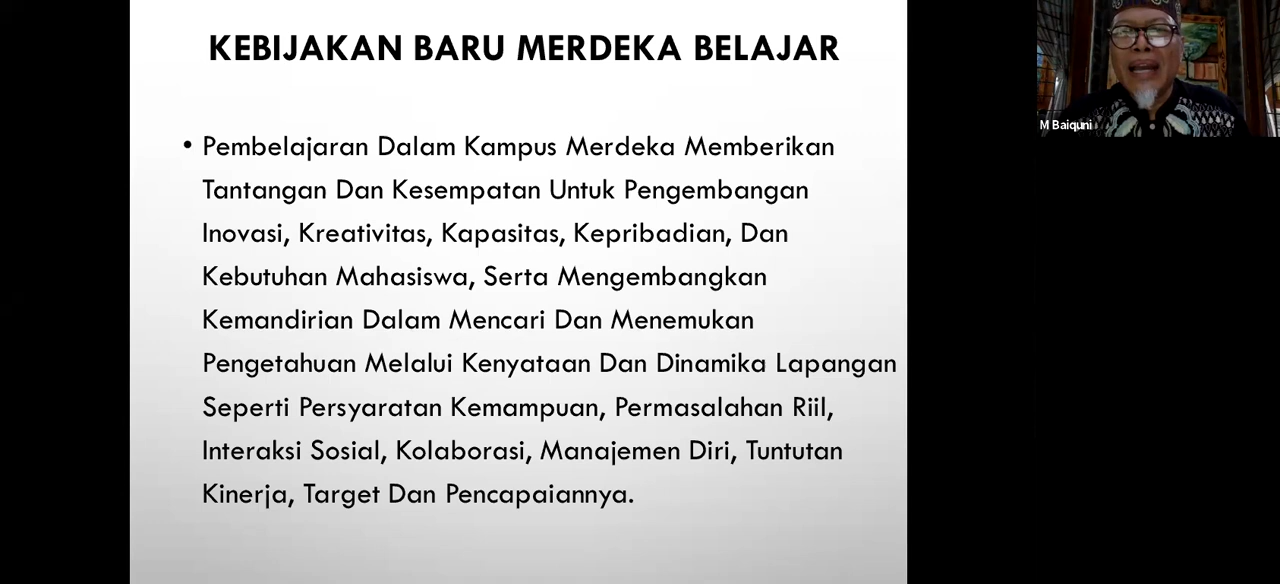 KEBIJAKAN BARU MERDEKA BELAJAR
• Pembelajaran Dalam Kampus Merdeka Memberikan
Tantangan Dan Kesempatan Untuk Pengembangan
Inovasi, Kreativitas, Kapasitas, Kepribadian, Dan
Kebutuhan Mahasiswa, Serta Mengembangkan
Kemandirian Dalam Mencari Dan Menemukan
Pengetahuan Melalui Kenyataan Dan Dinamika Lapangan
Seperti Persyaratan Kemampuan, Permasalahan Riil,
Interaksi Sosial, Kolaborasi, Manajemen Diri, Tuntutan
Kinerja, Target Dan Pencapaiannya.
M Baiquni